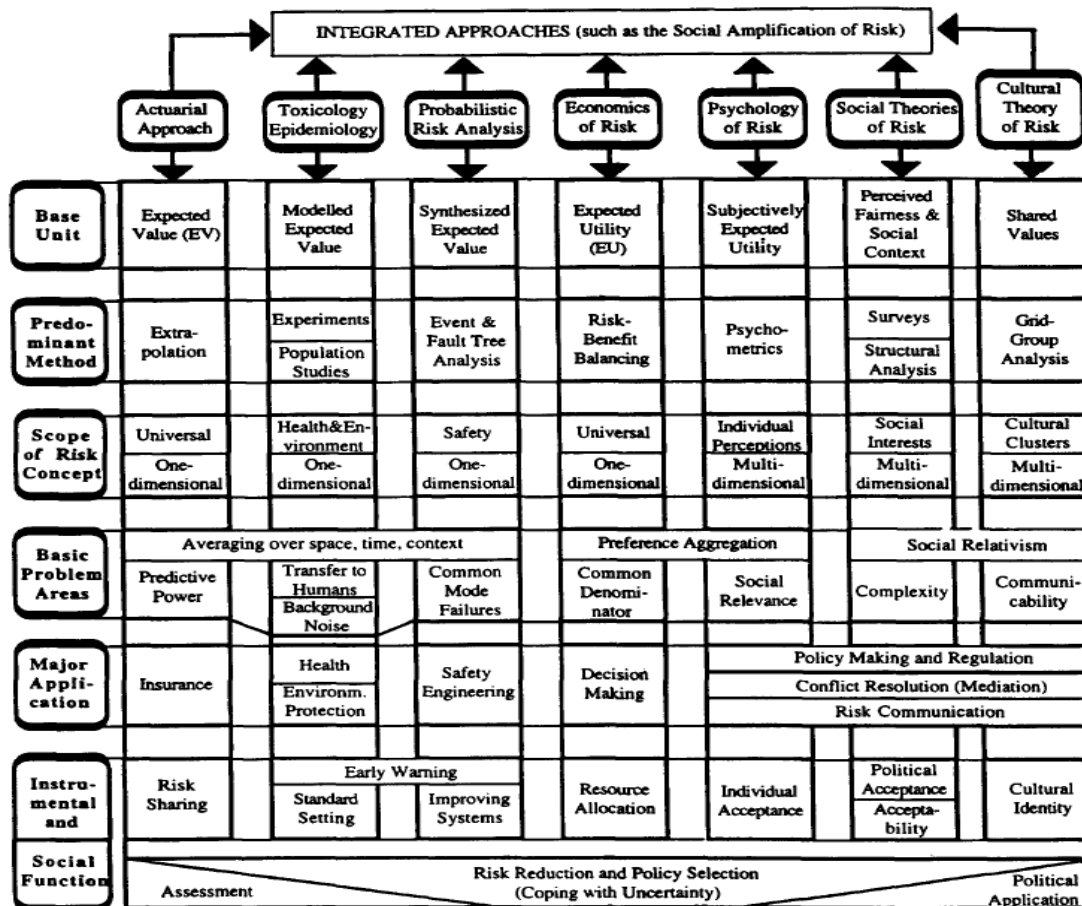 INTEGRATED APPROACHES (such as the Social Amplification of Risk)
Actuarial
Approach
Toxicology
Epidemiology
Probabilistic
Risk Analysis
Economics
of Risk
Psychology
of Risk
Social Theories
of Risk
Cultural
Theory
of Risk
Base
Unit
Expected
Value (EV)
Modelled
Expected
Value
Synthesized
Expected
Value
Expected
Utility
(EU)
Subjectively
Expected
Utility
Perceived
Fairness &
Social
Context
Shared
Values
Predo-
minant
Method
Extra-
polation
Experiments
Population
Studies
Event &
Fault Tree
Analysis
Risk-
Benefit
Balancing
Psycho-
metrics
Surveys
Structural
Analysis
Grid-
Group
Analysis
Scope
of Risk
Concept
Universal
One-
dimensional
Health&En-
vironment
One-
dimensional
Safety
One-
dimensional
Universal
One-
dimensional
Individual
Perceptions
Multi-
dimensional
Social
Interests
Multi-
dimensional
Cultural
Clusters
Multi-
dimensional
Basic
Problem
Areas
Averaging over space, time, context
Preference Aggregation
Social Relativism
Predictive
Power
Transfer to
Humans
Background
Noise
Common
Mode
Failures
Common
Denomi-
nator
Social
Relevance
Complexity
Communi-
cability
Major
Appli-
cation
Insurance
Health
Environm.
Protection
Safety
Engineering
Decision
Making
Policy Making and Regulation
Conflict Resolution (Mediation)
Risk Communication
Instru-
mental
and
Social
Function
Risk
Sharing
Early Warning
Standard
Setting
Improving
Systems
Resource
Allocation
Individual
Acceptance
Political
Acceptance
Accepta-
bility
Cultural
Identity
Assessment
Risk Reduction and Policy Selection
(Coping with Uncertainty)
Political
Application